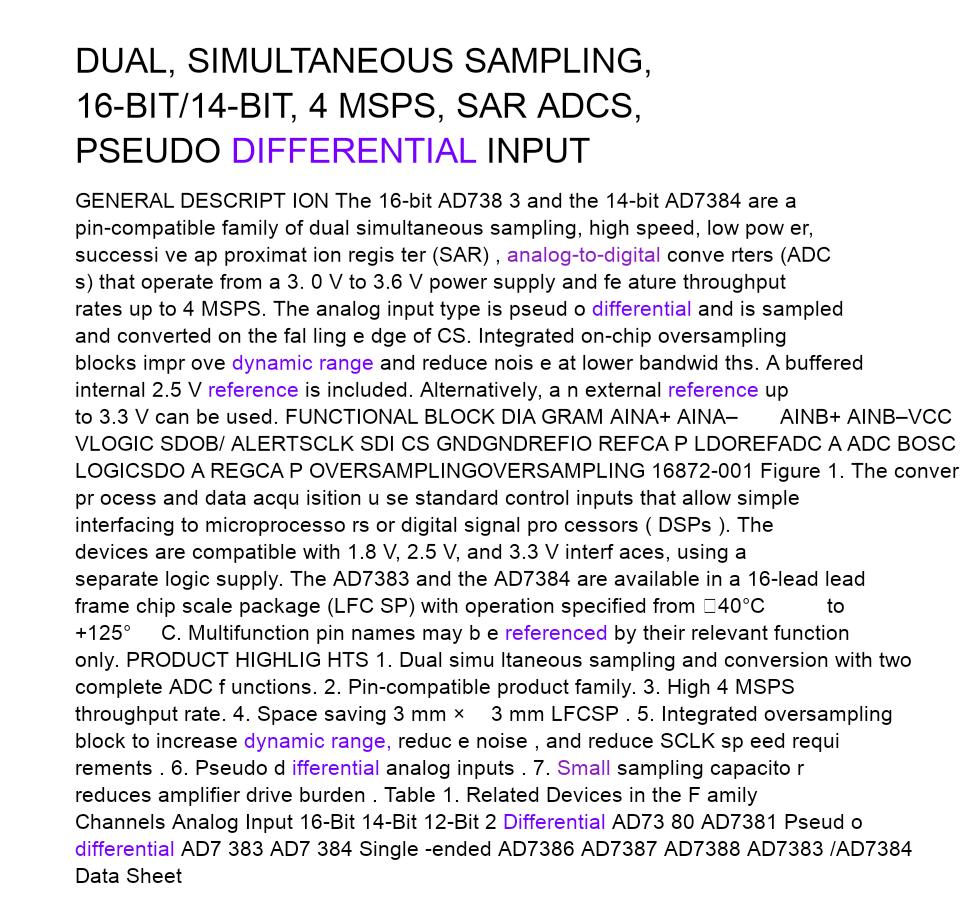 DUAL, SIMULTANEOUS SAMPLING,
16-BIT/14-BIT, 4 MSPS, SAR ADCS,
PSEUDO DIFFERENTIAL INPUT
GENERAL DESCRIPT ION The 16-bit AD738 3 and the 14-bit AD7384 are a
pin-compatible family of dual simultaneous sampling, high speed, low pow er,
successi ve ap proximat ion regis ter (SAR) , analog-to-digital conve rters (ADC
s) that operate from a 3. 0 V to 3.6 V power supply and fe ature throughput
rates up to 4 MSPS. The analog input type is pseud o differential and is sampled
and converted on the fal ling e dge of CS. Integrated on-chip oversampling
blocks impr ove dynamic range and reduce nois e at lower bandwid ths. A buffered
internal 2.5 V reference is included. Alternatively, a n external reference up
to 3.3 V can be used. FUNCTIONAL BLOCK DIA GRAM AINA+ AINA– AINB+ AINB–VCC
VLOGIC SDOB/ ALERTSCLK SDI CS GNDGNDREFIO REFCA P LDOREFADC A ADC BOSC
LOGICSDO A REGCA P OVERSAMPLINGOVERSAMPLING 16872-001 Figure 1. The conver
pr ocess and data acqu isition u se standard control inputs that allow simple
interfacing to microprocesso rs or digital signal pro cessors ( DSPs ). The
devices are compatible with 1.8 V, 2.5 V, and 3.3 V interf aces, using a
separate logic supply. The AD7383 and the AD7384 are available in a 16-lead lead
frame chip scale package (LFC SP) with operation specified from □40°C to
+125° C. Multifunction pin names may b e referenced by their relevant function
only. PRODUCT HIGHLIG HTS 1. Dual simu ltaneous sampling and conversion with two
complete ADC f unctions. 2. Pin-compatible product family. 3. High 4 MSPS
throughput rate. 4. Space saving 3 mm × 3 mm LFCSP . 5. Integrated oversampling
block to increase dynamic range, reduc e noise , and reduce SCLK sp eed requi
rements . 6. Pseudo d ifferential analog inputs . 7. Small sampling capacito r
reduces amplifier drive burden . Table 1. Related Devices in the F amily
Channels Analog Input 16-Bit 14-Bit 12-Bit 2 Differential AD73 80 AD7381 Pseud o
differential AD7 383 AD7 384 Single -ended AD7386 AD7387 AD7388 AD7383 /AD7384
Data Sheet